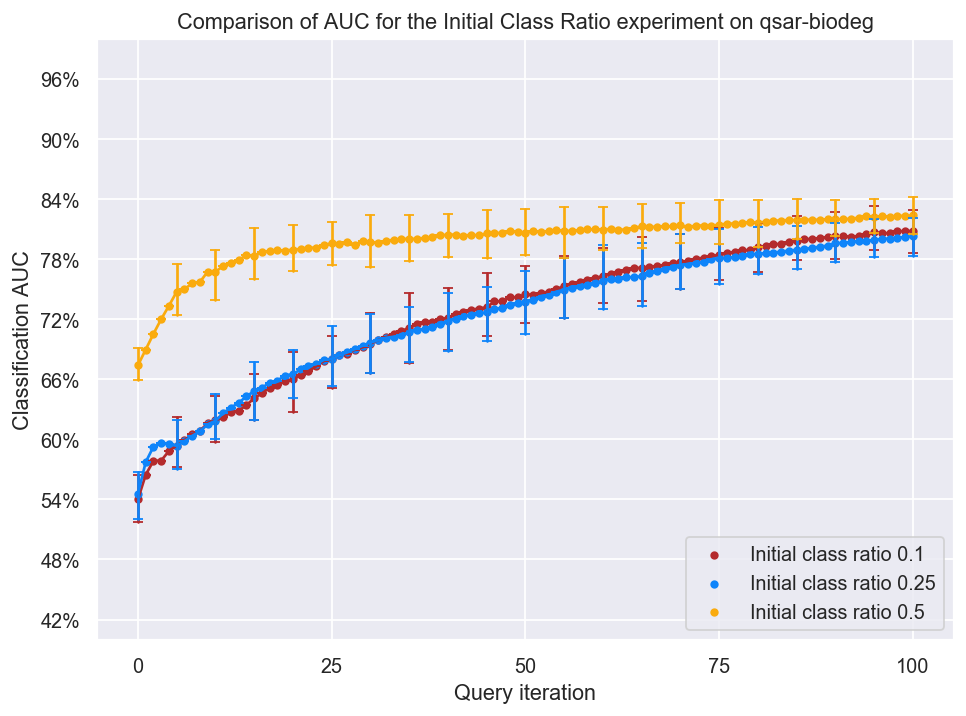 Comparison of AUC for the Initial Class Ratio experiment on qsar-biodeg
Classification AUC
96%
90%
84%
78%
72%
66%
60%
54%
48%
42%
Initial class ratio 0.1
Initial class ratio 0.25
Initial class ratio 0.5
0 25 50 75 100
Query iteration